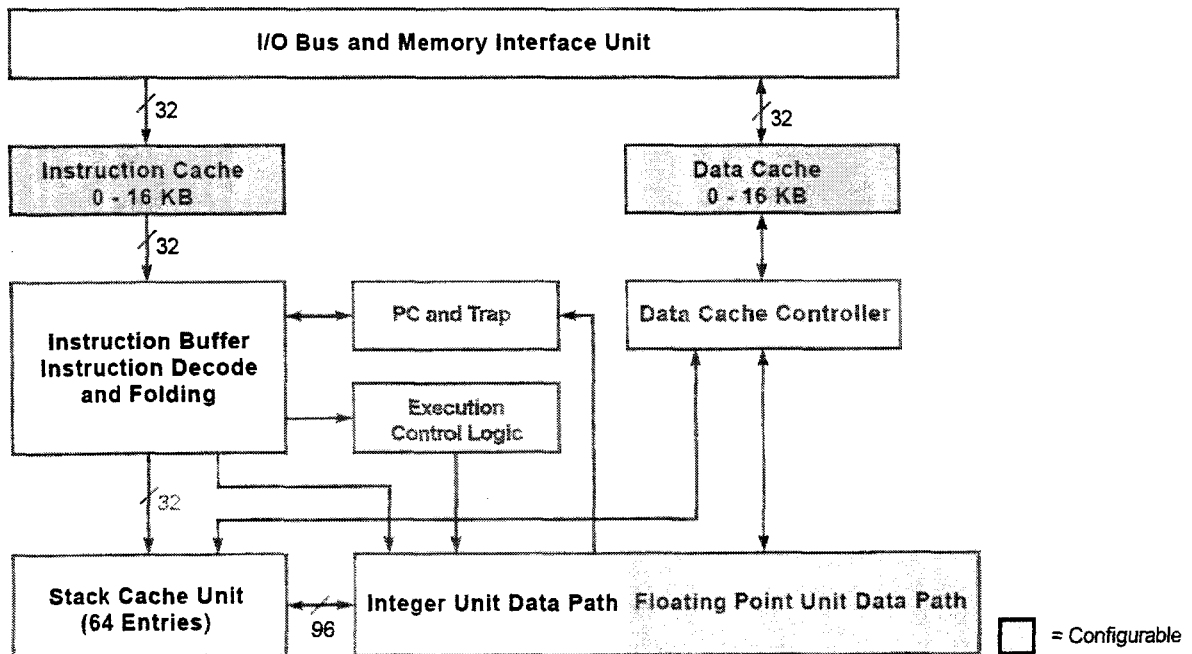 I/O Bus and Memory Interface Unit
32
32
Instruction Cache
0 - 16 KB
Data Cache
0 - 16 KB
32
Instruction Buffer
Instruction Decode
and Folding
PC and Trap
Data Cache Controller
Execution
Control Logic
32
Stack Cache Unit
(64 Entries)
96
Integer Unit Data Path
Floating Point Unit Data Path
= Configurable